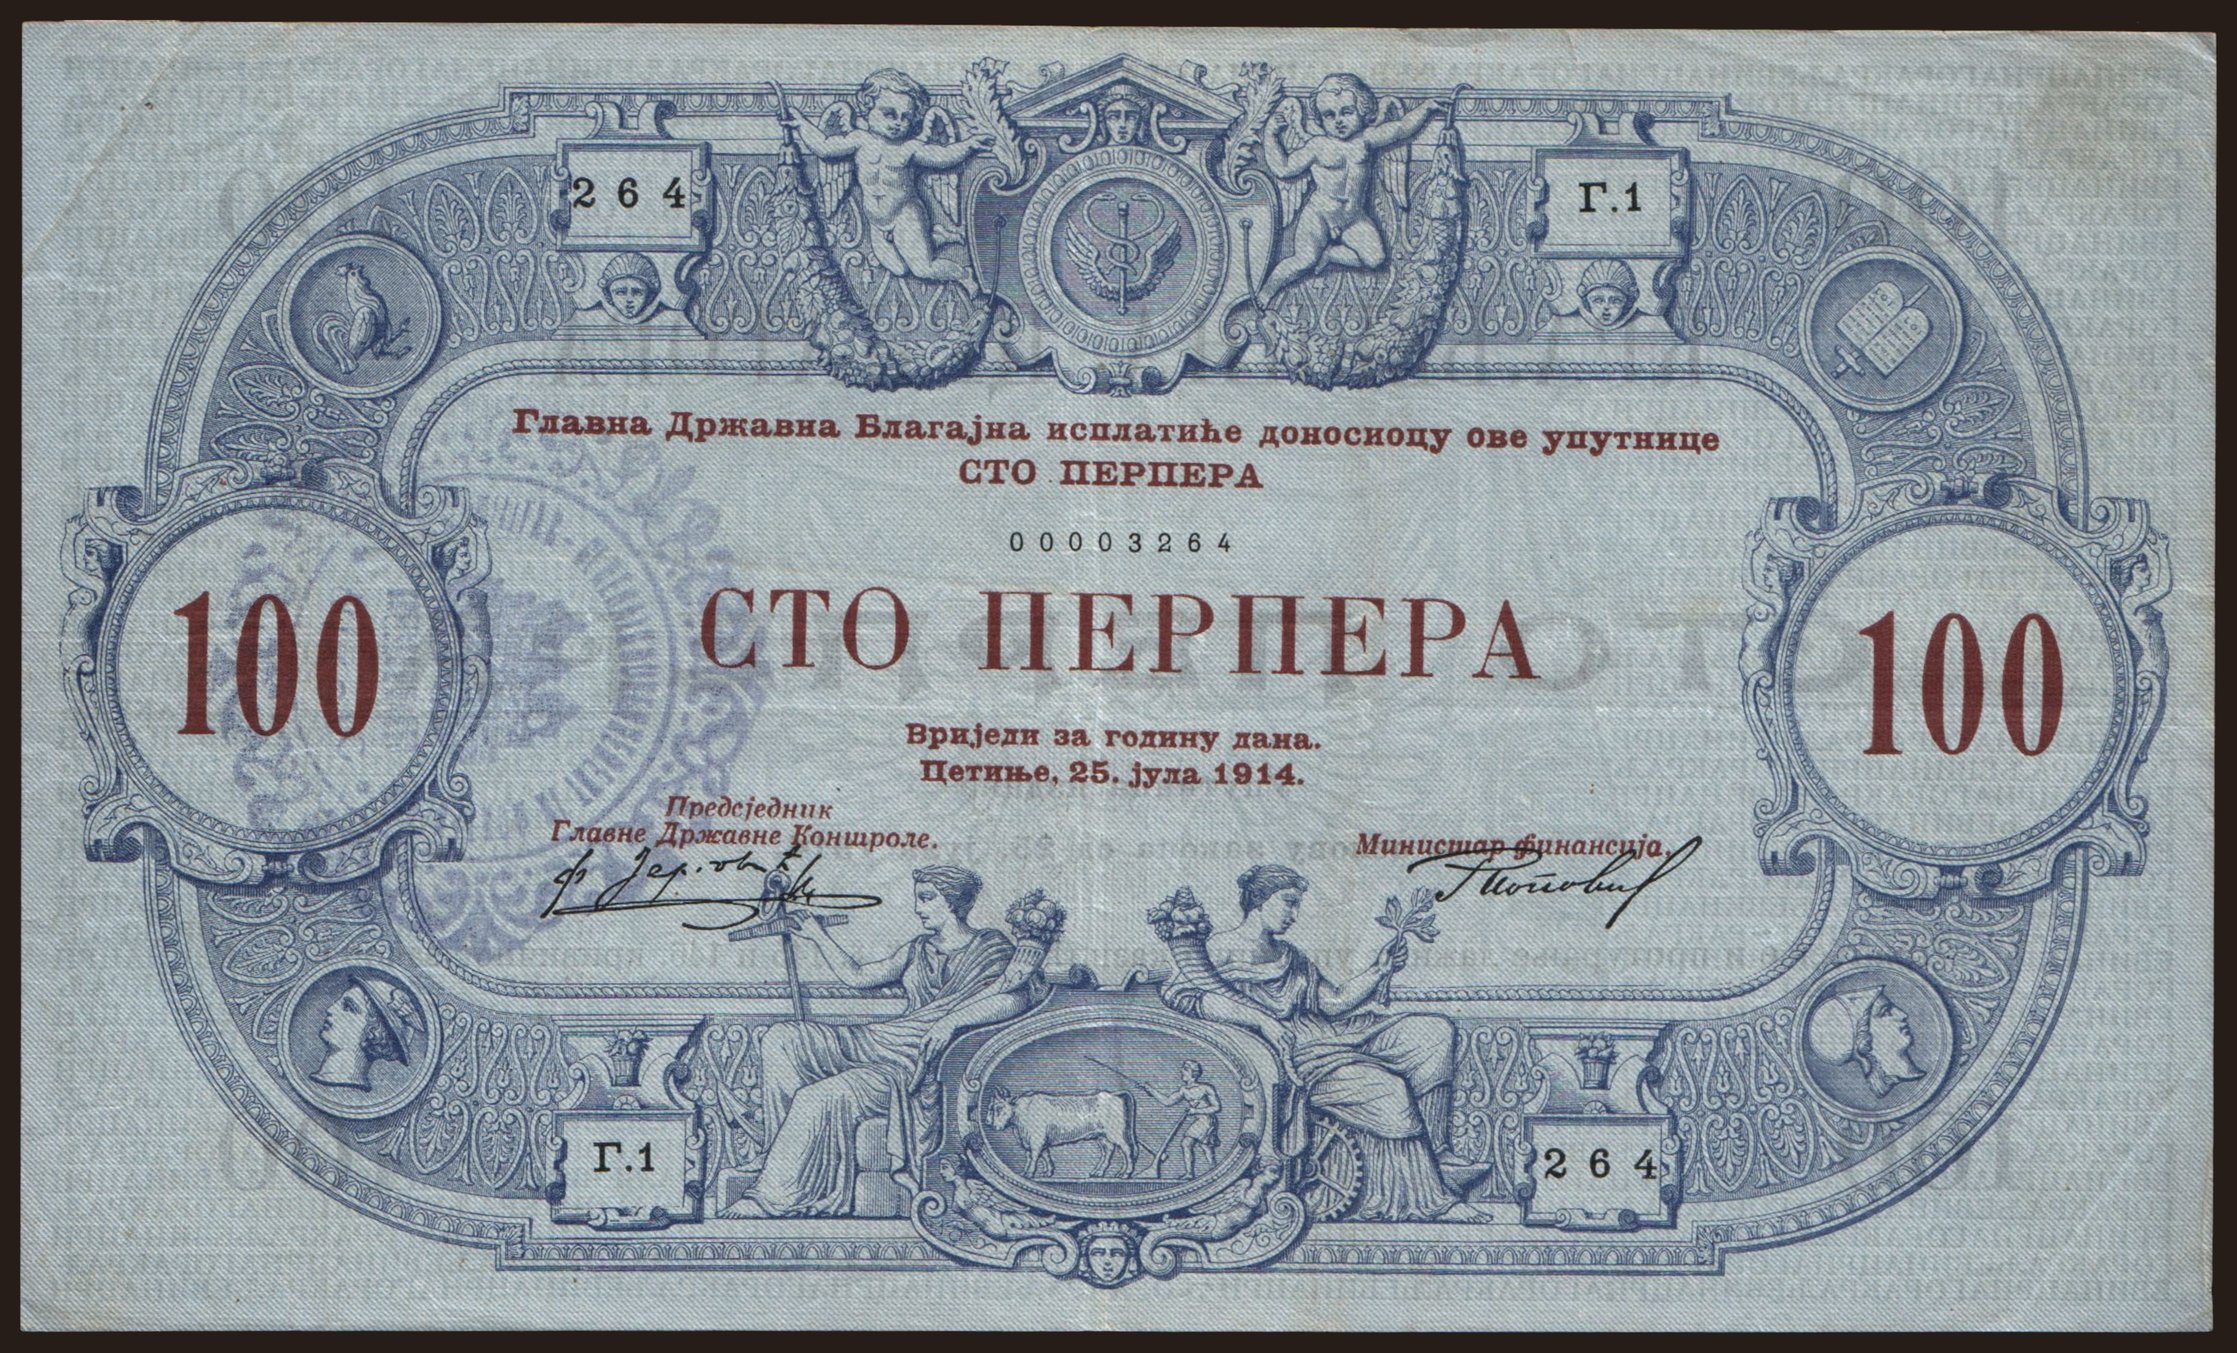 264
Г.1
Главна Државна Благајна исплатиће доносиоцу ове упутнице
СТО ПЕРПЕРА
00003264
100
СТО ПЕРПЕРА
100
Вриједи за годину дана.
Цетиње, 25. јула 1914.
Предсједник
Главне Државне Контроле.
Министар финансија,
Г.1
264